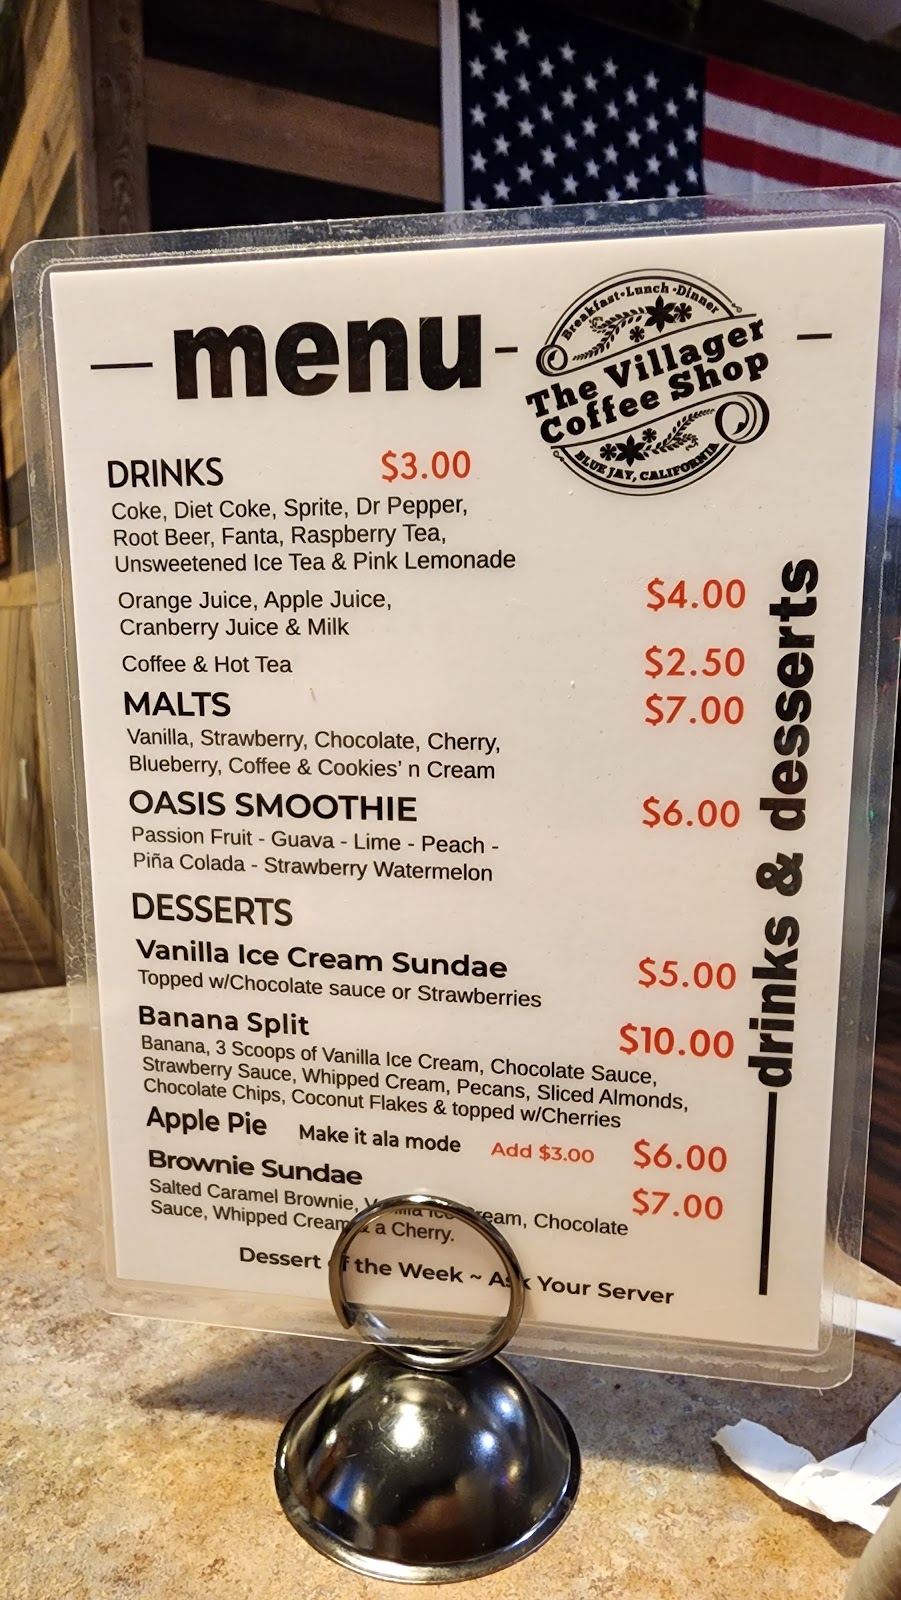 menu
Breakfast•Lunch•Dinner
The Villager
Coffee Shop
BLUE JAY, CALIFORNIA
DRINKS $3.00
Coke, Diet Coke, Sprite, Dr Pepper,
Root Beer, Fanta, Raspberry Tea,
Unsweetened Ice Tea & Pink Lemonade
Orange Juice, Apple Juice, $4.00
Cranberry Juice & Milk
Coffee & Hot Tea $2.50
MALTS $7.00
Vanilla, Strawberry, Chocolate, Cherry,
Blueberry, Coffee & Cookies' n Cream
OASIS SMOOTHIE $6.00
Passion Fruit - Guava - Lime - Peach -
Piña Colada - Strawberry Watermelon
DESSERTS
Vanilla Ice Cream Sundae $5.00
Topped w/Chocolate sauce or Strawberries
Banana Split $10.00
Banana, 3 Scoops of Vanilla Ice Cream, Chocolate Sauce,
Strawberry Sauce, Whipped Cream, Pecans, Sliced Almonds,
Chocolate Chips, Coconut Flakes & topped w/Cherries
Apple Pie Make it ala mode Add $3.00 $6.00
Brownie Sundae $7.00
Salted Caramel Brownie, Vanilla Ice Cream, Chocolate
Sauce, Whipped Cream & a Cherry.
Dessert of the Week ~ Ask Your Server
drinks & desserts